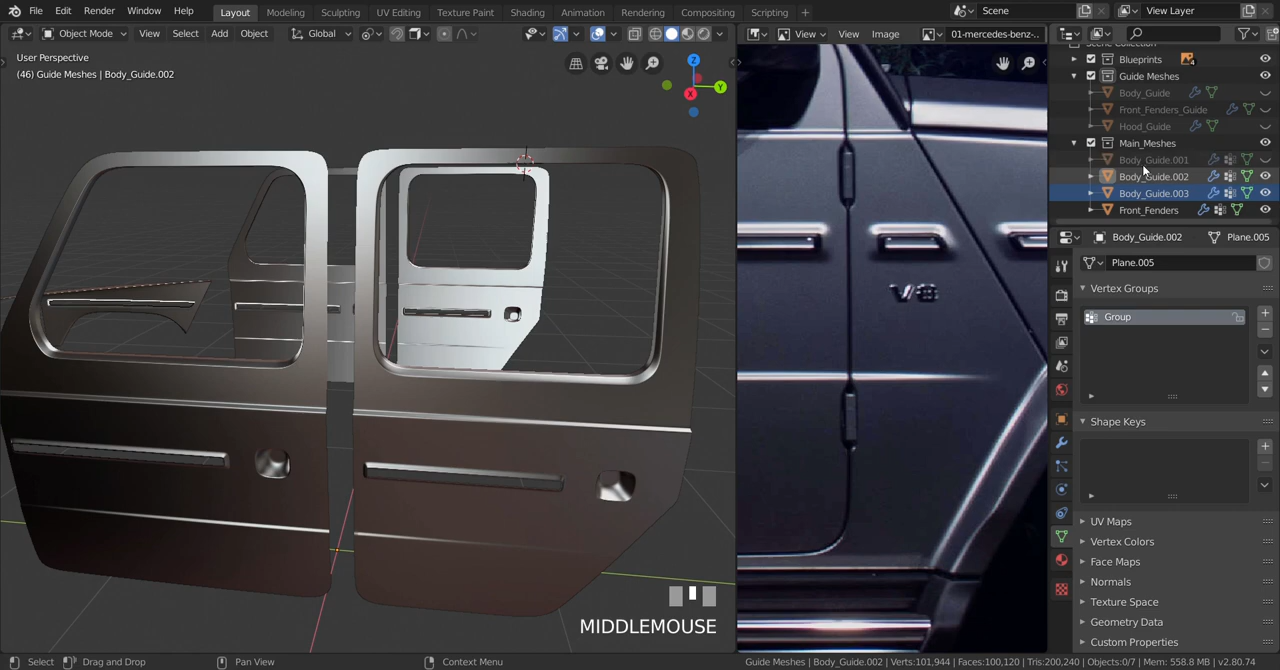 File Edit Render Window Help Layout Modeling Sculpting UV Editing Texture Paint Shading Animation Rendering Compositing Scripting + Scene View Layer
Object Mode View Select Add Object Global View View Image 01-mercedes-benz-..
User Perspective
(46) Guide Meshes | Body_Guide.002
Z
Y
X
Blueprints 4
Guide Meshes
Body_Guide
Front_Fenders_Guide
Hood_Guide
Main_Meshes
Body_Guide.001
Body_Guide.002
Body_Guide.003
Front_Fenders
Body_Guide.002 Plane.005
Plane.005
Vertex Groups
Group
Shape Keys
UV Maps
Vertex Colors
Face Maps
Normals
Texture Space
Geometry Data
Custom Properties
V8
MIDDLEMOUSE
Select Drag and Drop Pan View Context Menu Guide Meshes | Body_Guide.002 | Verts:101,944 | Faces:100,120 | Tris:200,240 | Objects:0/7 | Mem: 558.8 MB | v2.80.74